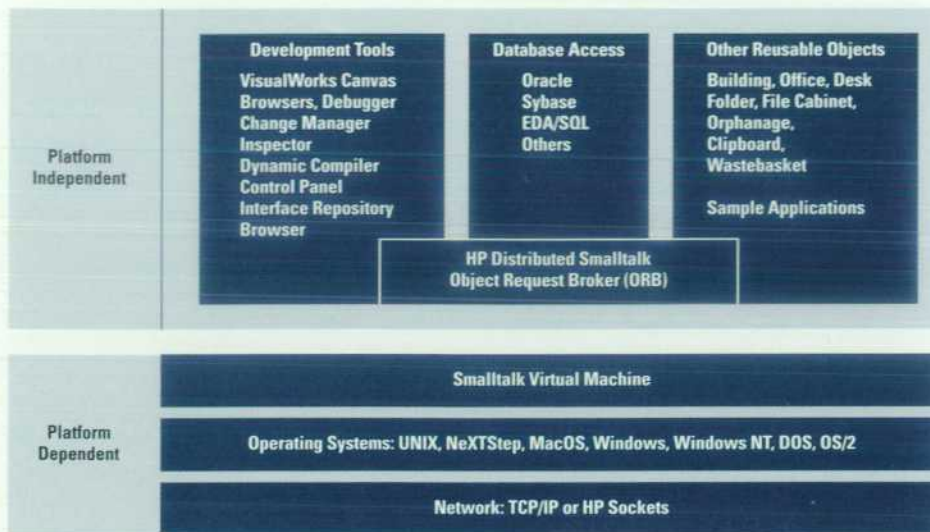 Platform
Independent
Development Tools
VisualWorks Canvas
Browsers, Debugger
Change Manager
Inspector
Dynamic Compiler
Control Panel
Interface Repository
Browser
Database Access
Oracle
Sybase
EDA/SQL
Others
Other Reusable Objects
Building, Office, Desk
Folder, File Cabinet,
Orphanage,
Clipboard,
Wastebasket
Sample Applications
HP Distributed Smalltalk
Object Request Broker (ORB)
Platform
Dependent
Smalltalk Virtual Machine
Operating Systems: UNIX, NeXTStep, MacOS, Windows, Windows NT, DOS, OS/2
Network: TCP/IP or HP Sockets